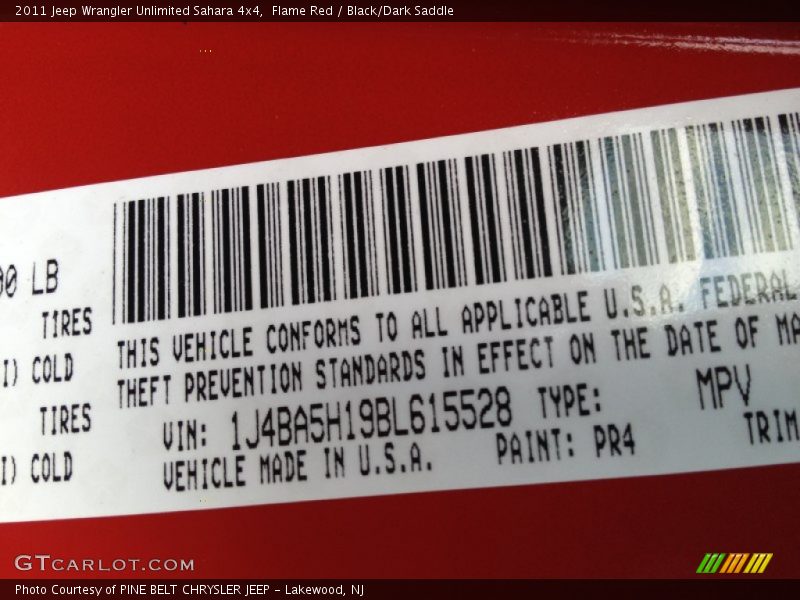 2011 Jeep Wrangler Unlimited Sahara 4x4,  Flame Red / Black/Dark Saddle
LB
TIRES
COLD
TIRES
COLD
THIS VEHICLE CONFORMS TO ALL APPLICABLE U.S.A. FEDERAL
THEFT PREVENTION STANDARDS IN EFFECT ON THE DATE OF MA
VIN: 1J4BA5H19BL615528 TYPE: MPV
VEHICLE MADE IN U.S.A. PAINT: PR4 TRIM
GTCARLOT.COM
Photo Courtesy of PINE BELT CHRYSLER JEEP - Lakewood, NJ